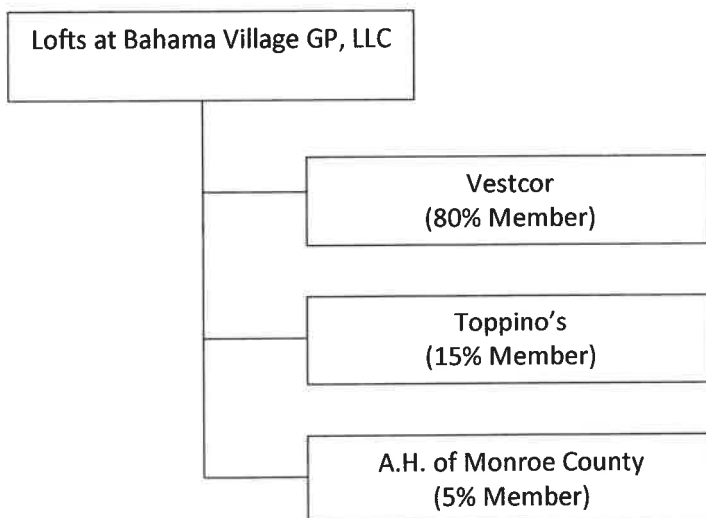 Lofts at Bahama Village GP, LLC
Vestcor
(80% Member)
Toppino's
(15% Member)
A.H. of Monroe County
(5% Member)